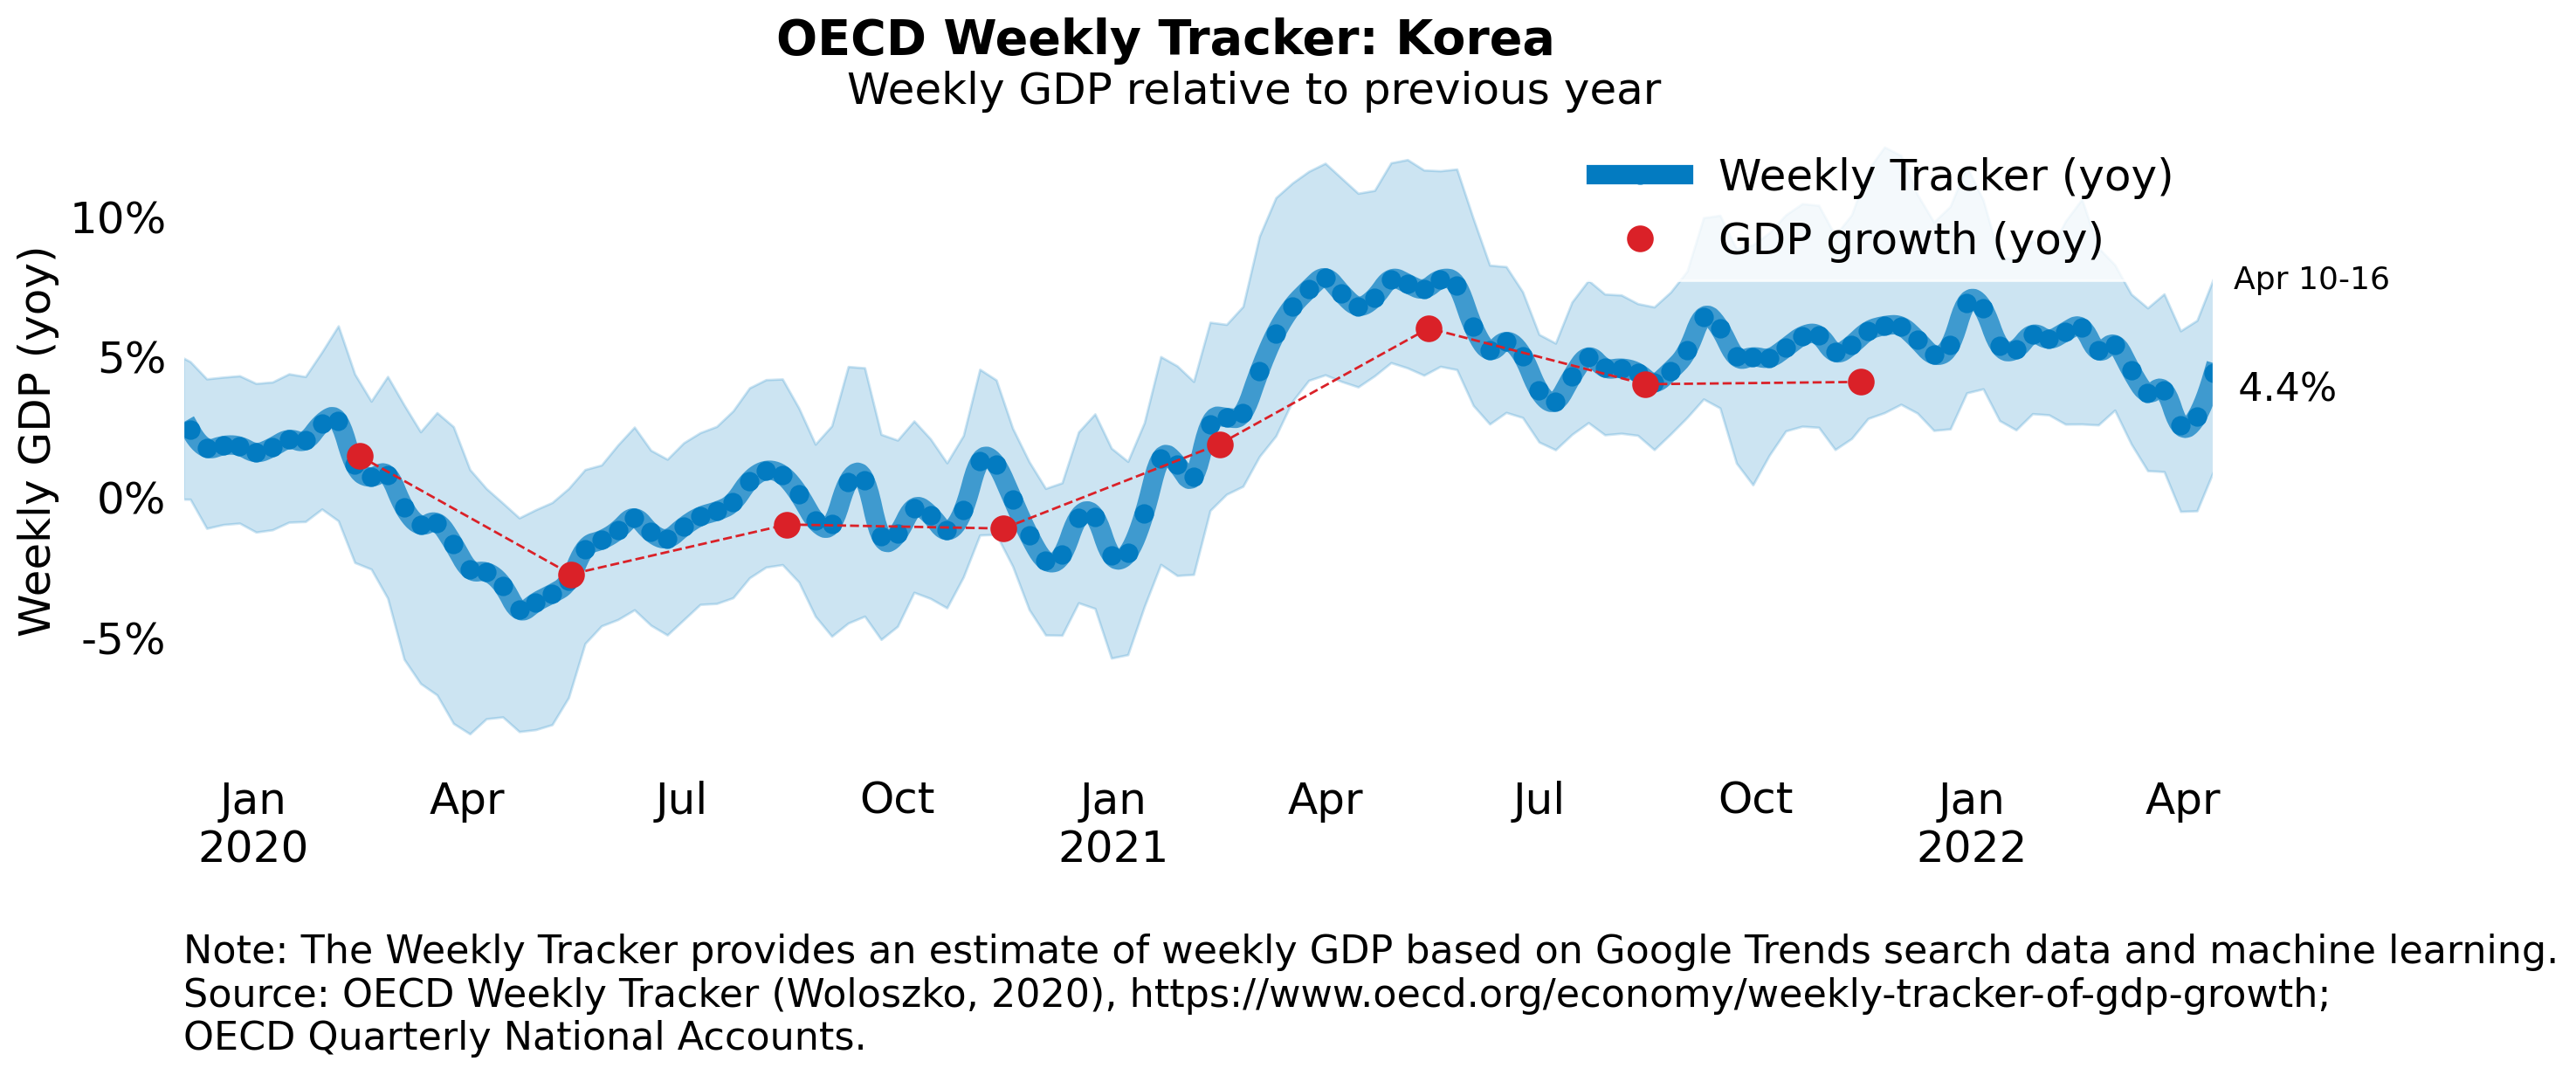 OECD Weekly Tracker: Korea
Weekly GDP relative to previous year
Weekly Tracker (yoy)
GDP growth (yoy)
Weekly GDP (yoy)
10%
5%
0%
-5%
Apr 10-16
4.4%
Jan Apr Jul Oct Jan Apr Jul Oct Jan Apr
2020 2021 2022
Note: The Weekly Tracker provides an estimate of weekly GDP based on Google Trends search data and machine learning.
Source: OECD Weekly Tracker (Woloszko, 2020), https://www.oecd.org/economy/weekly-tracker-of-gdp-growth;
OECD Quarterly National Accounts.